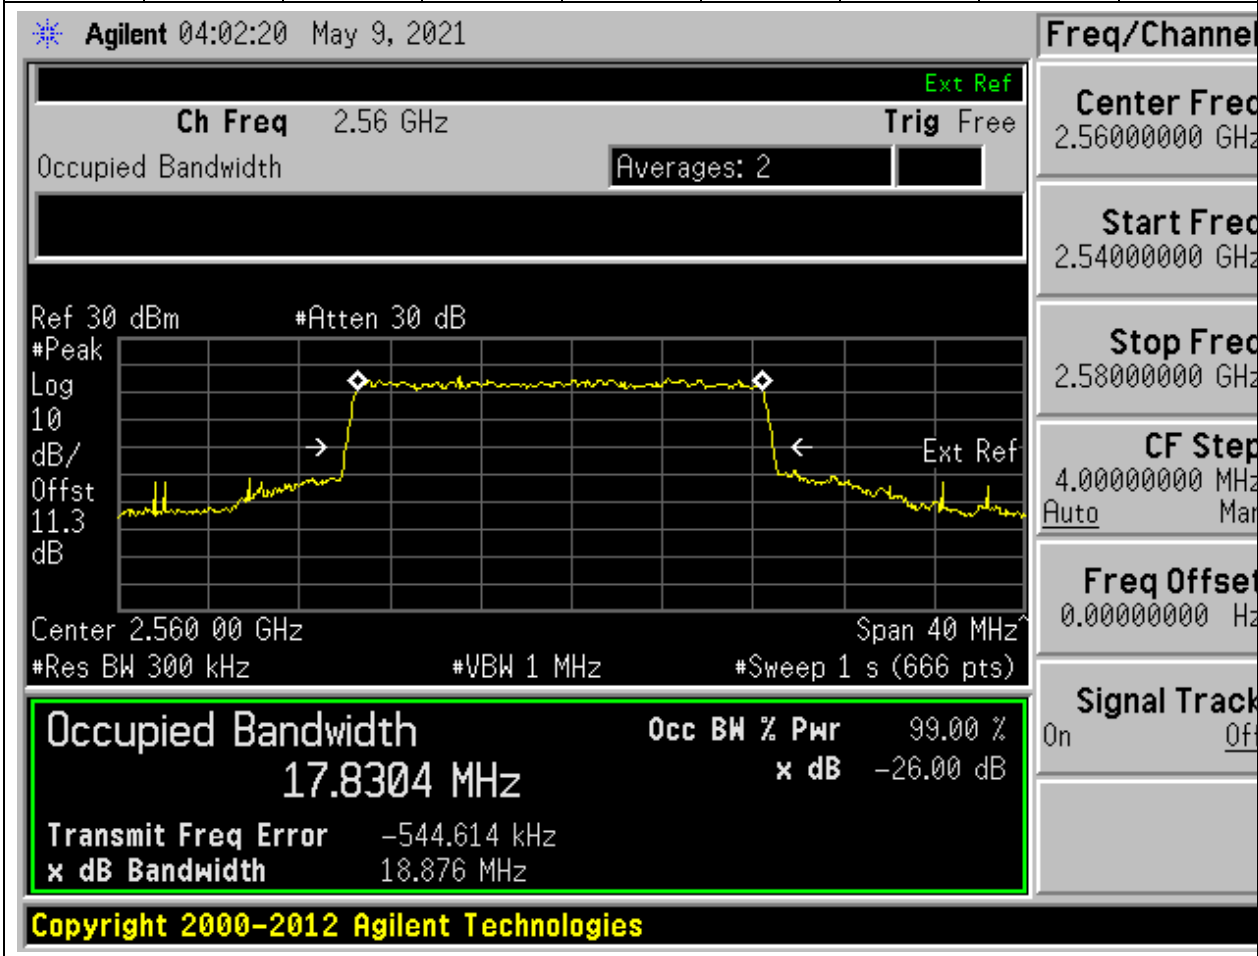 Agilent 04:02:20 May 9, 2021
Freq/Channel
Ext Ref
Ch Freq 2.56 GHz
Trig Free
Occupied Bandwidth
Averages: 2
Center Freq
2.56000000 GHz
Start Freq
2.54000000 GHz
Stop Freq
2.58000000 GHz
CF Step
4.00000000 MHz
Auto Man
Freq Offset
0.00000000 Hz
Signal Track
On Off
Ref 30 dBm
#Atten 30 dB
#Peak
Log
10
dB/
Offst
11.3
dB
Ext Ref
Center 2.560 00 GHz
Span 40 MHz^
#Res BW 300 kHz
#VBW 1 MHz
#Sweep 1 s (666 pts)
Occupied Bandwidth
17.8304 MHz
Occ BW % Pwr 99.00 %
x dB -26.00 dB
Transmit Freq Error -544.614 kHz
x dB Bandwidth 18.876 MHz
Copyright 2000-2012 Agilent Technologies